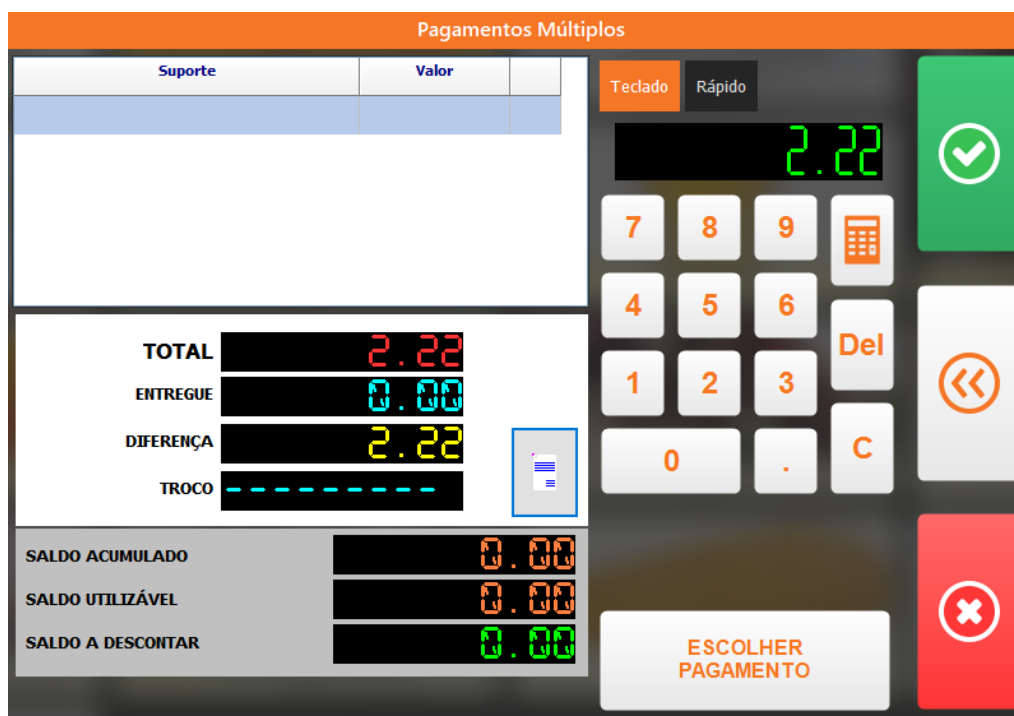 Pagamentos Múltiplos
Suporte Valor
TOTAL 2.22
ENTREGUE 0.00
DIFERENÇA 2.22
TROCO ---------
SALDO ACUMULADO 0.00
SALDO UTILIZÁVEL 0.00
SALDO A DESCONTAR 0.00
Teclado Rápido
2.22
7 8 9
4 5 6
Del
1 2 3
C
0 .
ESCOLHER
PAGAMENTO